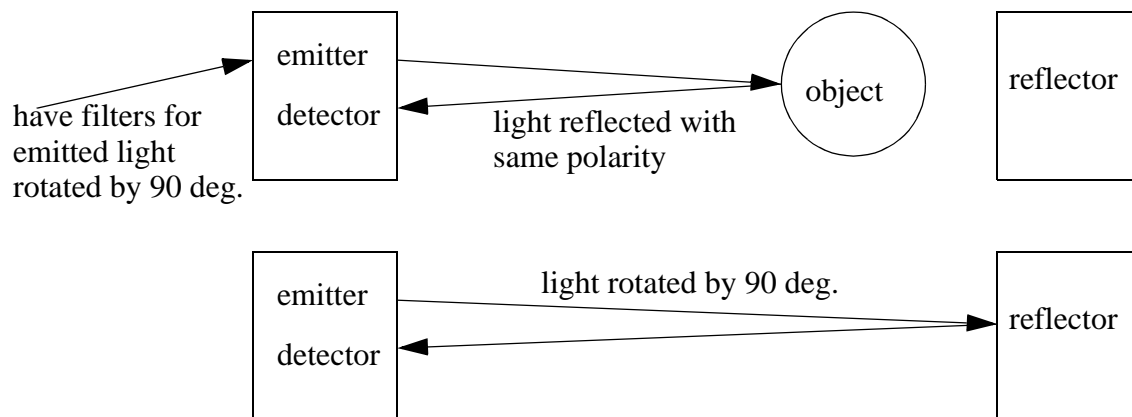 emitter
detector
have filters for
emitted light
rotated by 90 deg.
light reflected with
same polarity
object
reflector
emitter
detector
light rotated by 90 deg.
reflector